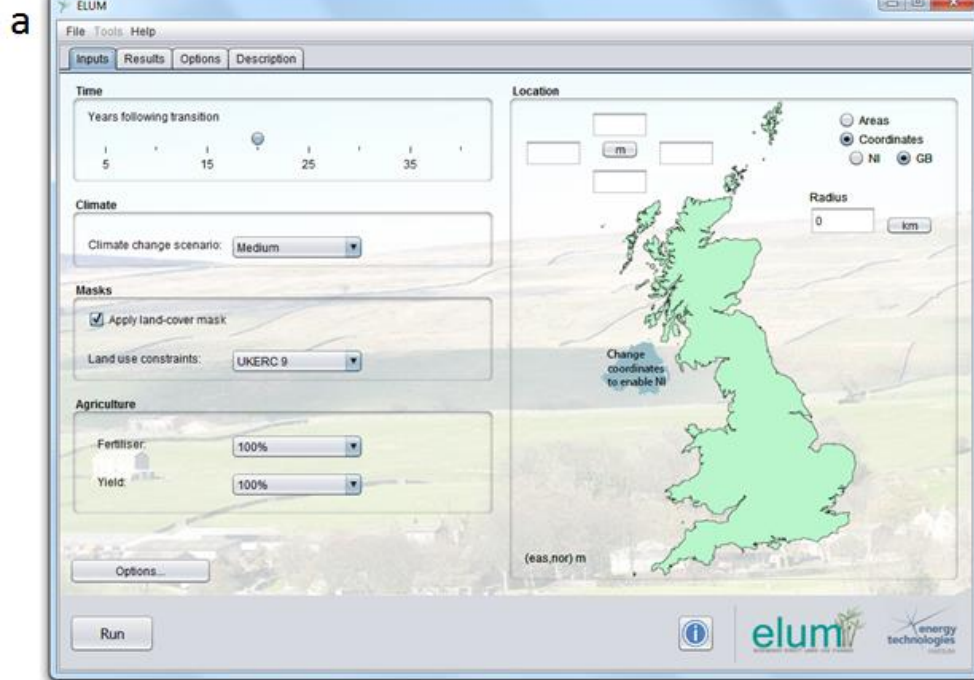 a
ELUM
File Tools Help
Inputs Results Options Description
Time
Years following transition
5 15 25 35
Climate
Climate change scenario: Medium
Masks
Apply land-cover mask
Land use constraints: UKERC 9
Agriculture
Fertiliser: 100%
Yield: 100%
Options...
Run
Location
m
Areas
Coordinates
NI GB
Radius
0 km
Change
coordinates
to enable NI
(eas,nor) m
elum
energy
technologies
institute